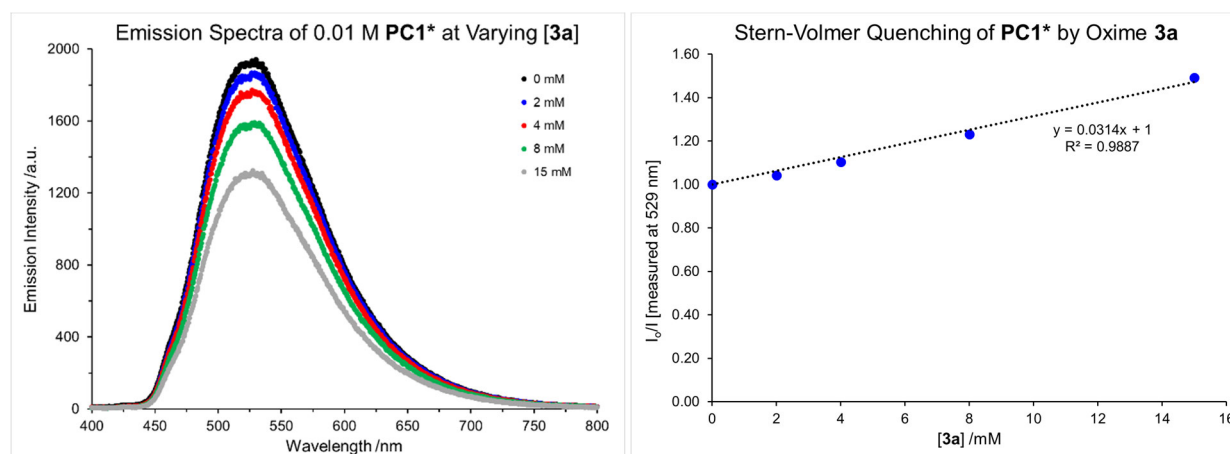 Emission Spectra of 0.01 M PC1* at Varying [3a]
Emission Intensity /a.u.
2000
1600
1200
800
400
0
0 mM
2 mM
4 mM
8 mM
15 mM
400 450 500 550 600 650 700 750 800
Wavelength /nm
Stern-Volmer Quenching of PC1* by Oxime 3a
I₀/I [measured at 529 nm]
1.60
1.40
1.20
1.00
0.80
0.60
0.40
0.20
0.00
y = 0.0314x + 1
R² = 0.9887
0 2 4 6 8 10 12 14 16
[3a] /mM